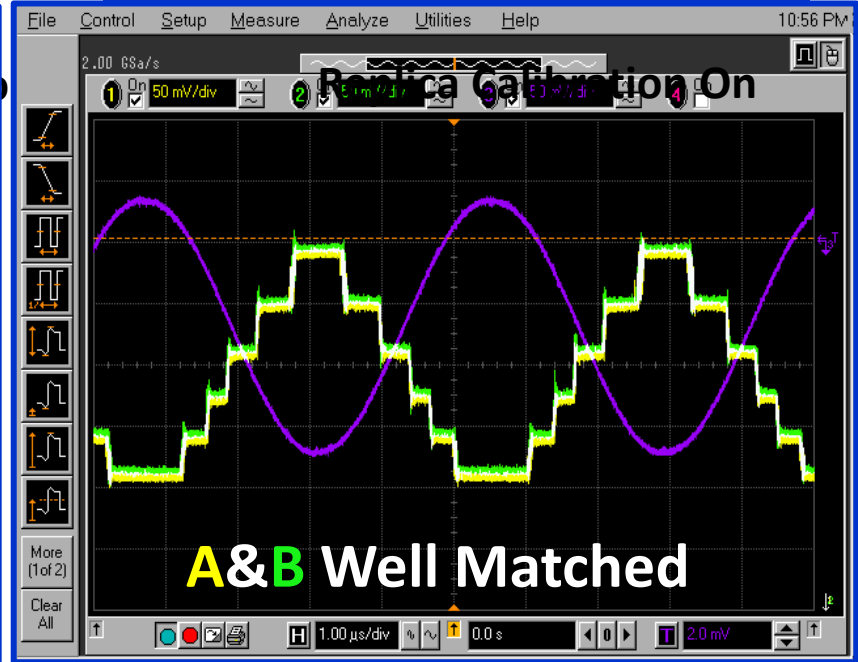 File Control Setup Measure Analyze Utilities Help 10:56 PM
2.00 GSa/s
Replica Calibration On
1 On 50 mV/div 2 3 4
More
(1of 2)
Clear
All
A&B Well Matched
H 1.00 µs/div 0.0 s 0 T 2.0 mV